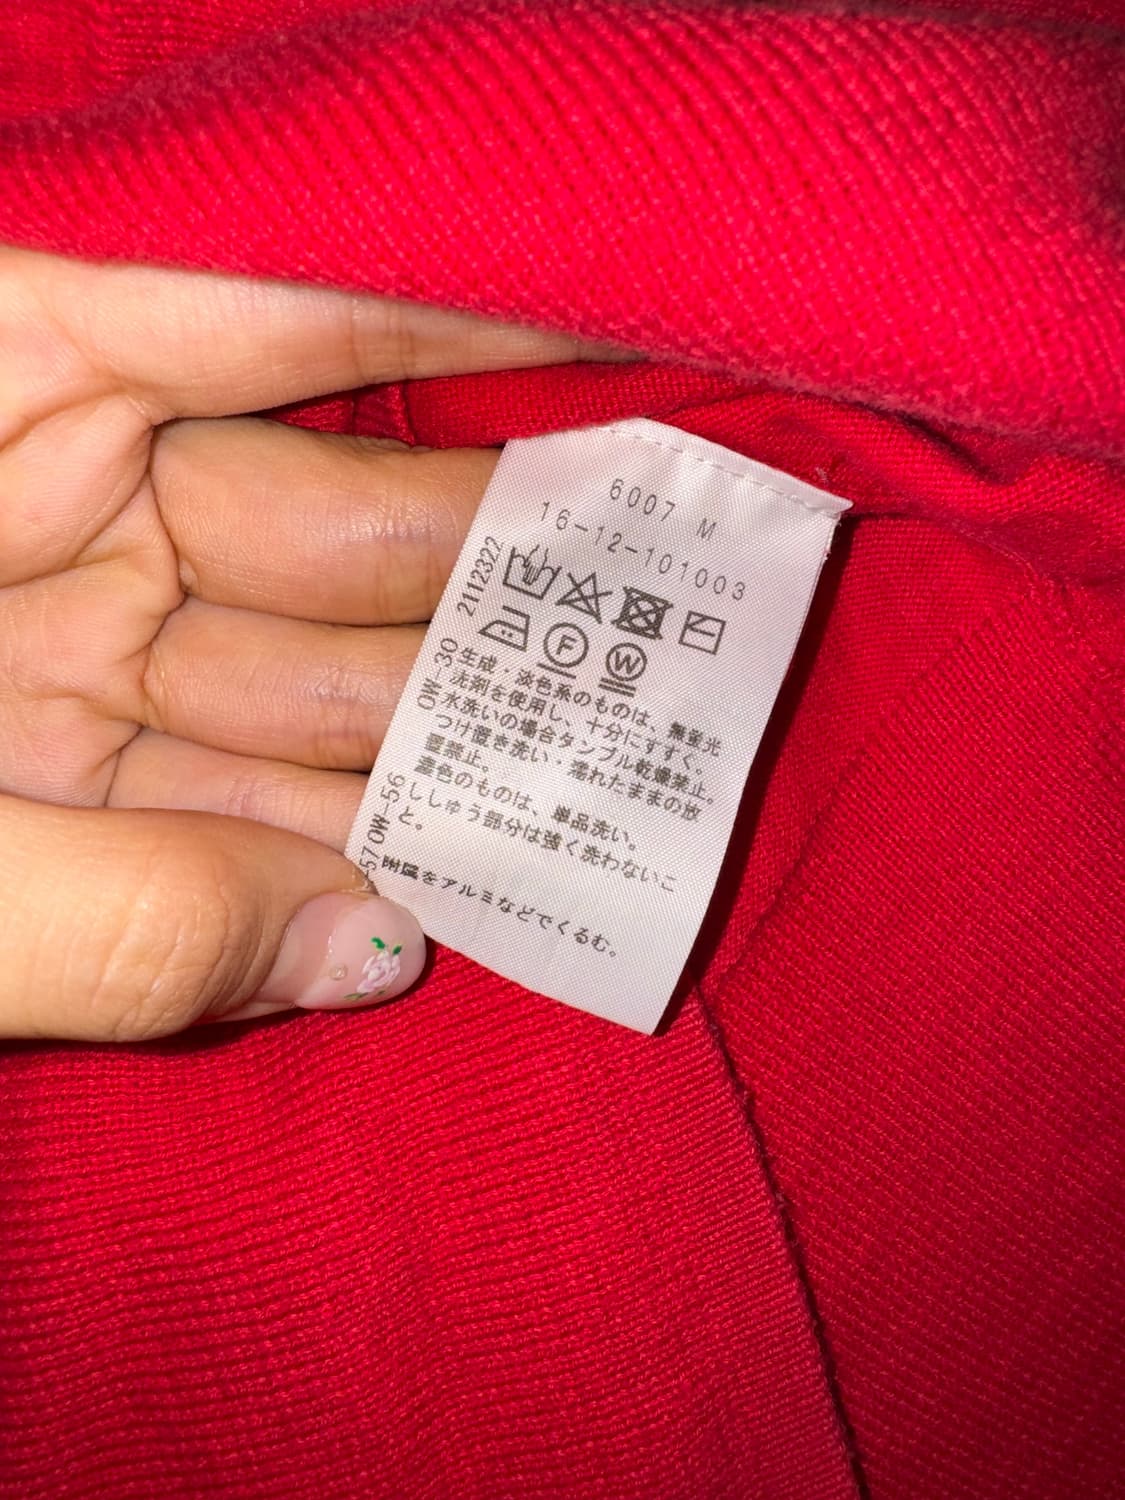 6007 M
16-12-101003
2112322
F
W
0W-30
生成・淡色系のものは、無蛍光
洗剤を使用し、十分にすすぐ。
水洗いの場合タンブル乾燥禁止。
つけ置き洗い・濡れたままの放
置禁止。
濃色のものは、単品洗い。
ししゅう部分は強く洗わないこ
と。
-570W-56
金属をアルミなどでくるむ。